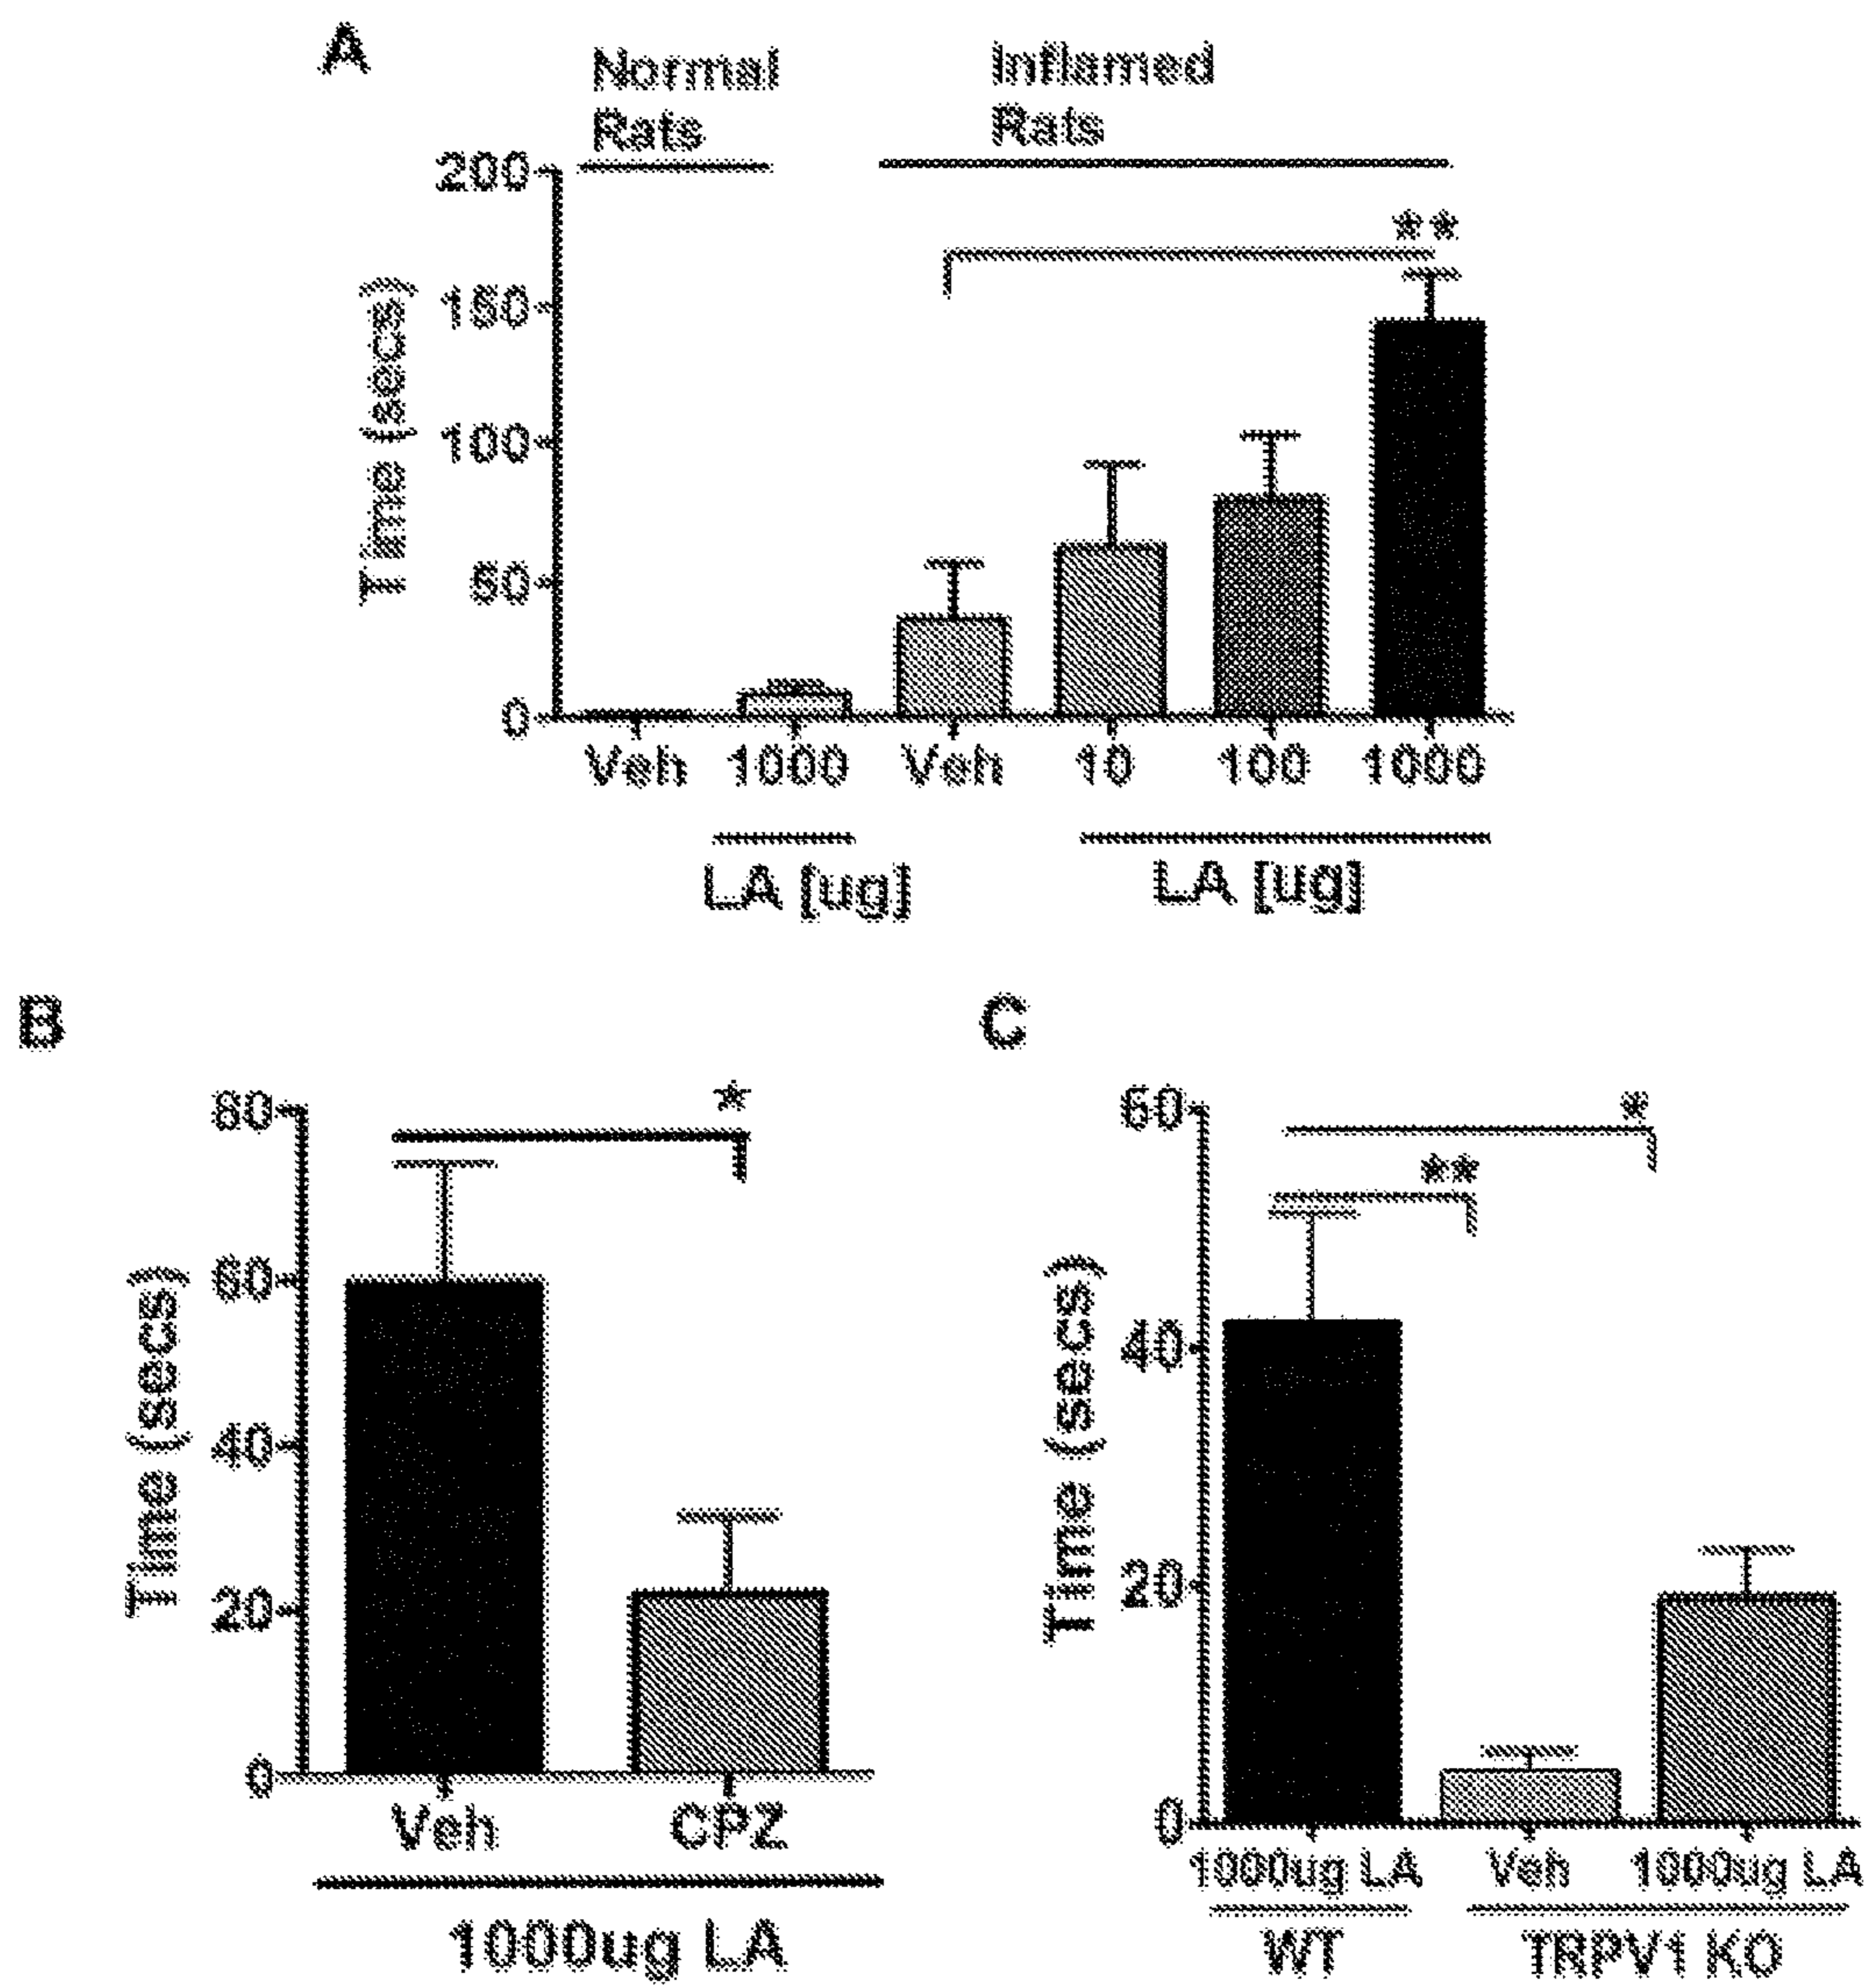 A
Normal
Rats
Inflamed
Rats
**
200
150
100
50
0
Time (secs)
Veh 1000 Veh 10 100 1000
LA [ug] LA [ug]
B
*
80
60
40
20
0
Time (secs)
Veh CPZ
1000ug LA
C
*
**
60
40
20
0
Time (secs)
1000ug LA Veh 1000ug LA
WT TRPV1 KO